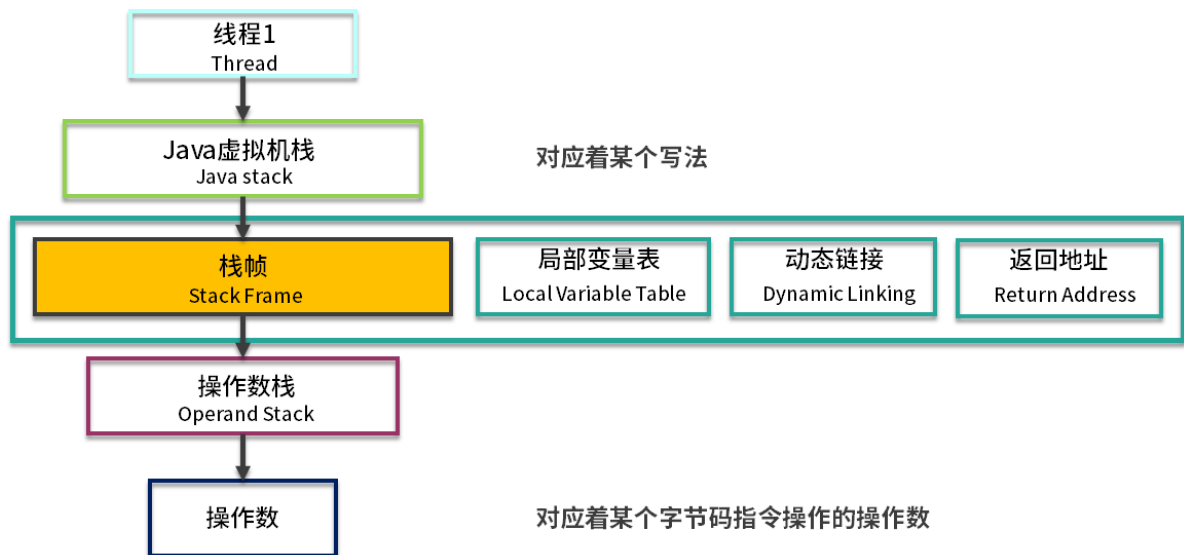 线程1
Thread
Java虚拟机栈
Java stack
对应着某个写法
栈帧
Stack Frame
局部变量表
Local Variable Table
动态链接
Dynamic Linking
返回地址
Return Address
操作数栈
Operand Stack
操作数
对应着某个字节码指令操作的操作数